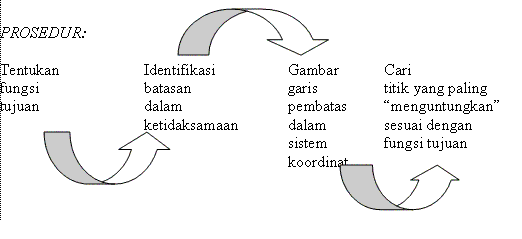 PROSEDUR:
Tentukan
fungsi
tujuan
Identifikasi
batasan
dalam
ketidaksamaan
Gambar
garis
pembatas
dalam
sistem
koordinat
Cari
titik yang paling
“menguntungkan”
sesuai dengan
fungsi tujuan